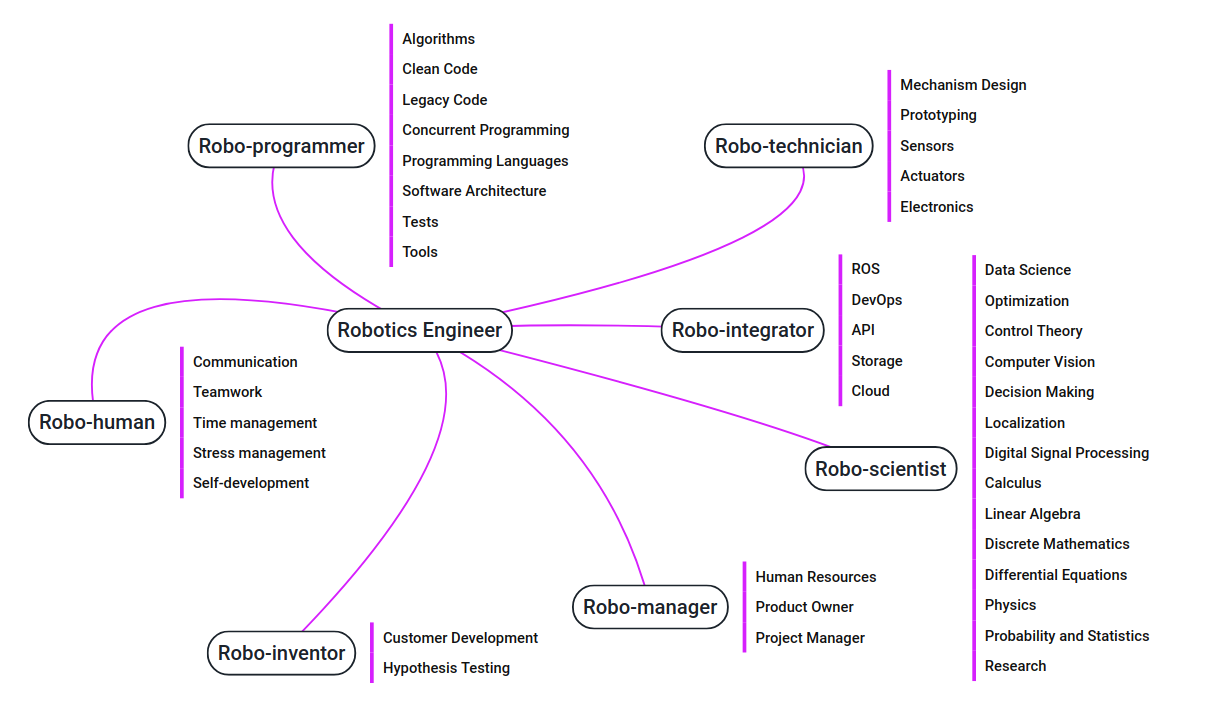 Robo-programmer
Algorithms
Clean Code
Legacy Code
Concurrent Programming
Programming Languages
Software Architecture
Tests
Tools
Robo-technician
Mechanism Design
Prototyping
Sensors
Actuators
Electronics
Robotics Engineer
Robo-integrator
ROS
DevOps
API
Storage
Cloud
Robo-human
Communication
Teamwork
Time management
Stress management
Self-development
Robo-scientist
Data Science
Optimization
Control Theory
Computer Vision
Decision Making
Localization
Digital Signal Processing
Calculus
Linear Algebra
Discrete Mathematics
Differential Equations
Physics
Probability and Statistics
Research
Robo-manager
Human Resources
Product Owner
Project Manager
Robo-inventor
Customer Development
Hypothesis Testing